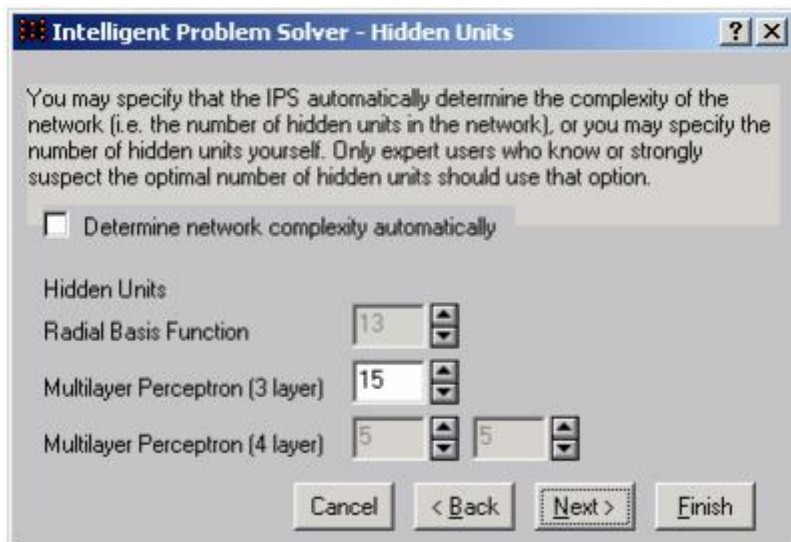 Intelligent Problem Solver - Hidden Units
You may specify that the IPS automatically determine the complexity of the
network (i.e. the number of hidden units in the network), or you may specify the
number of hidden units yourself. Only expert users who know or strongly
suspect the optimal number of hidden units should use that option.
Determine network complexity automatically
Hidden Units
Radial Basis Function 13
Multilayer Perceptron (3 layer) 15
Multilayer Perceptron (4 layer) 5 5
Cancel < Back Next > Finish